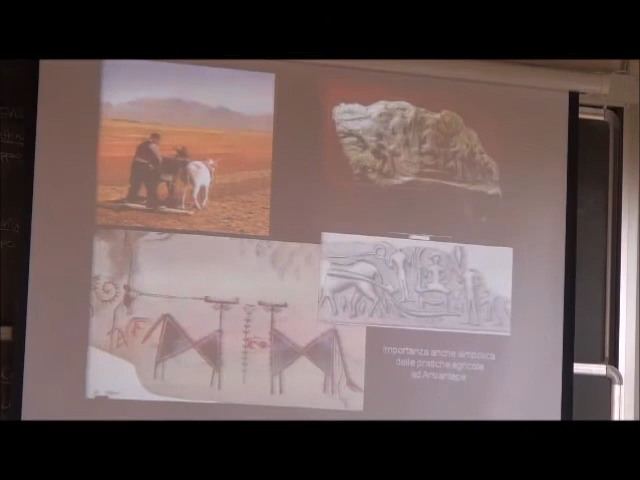 Importanza anche simbolica
delle pratiche agricole
ad Arslantepe